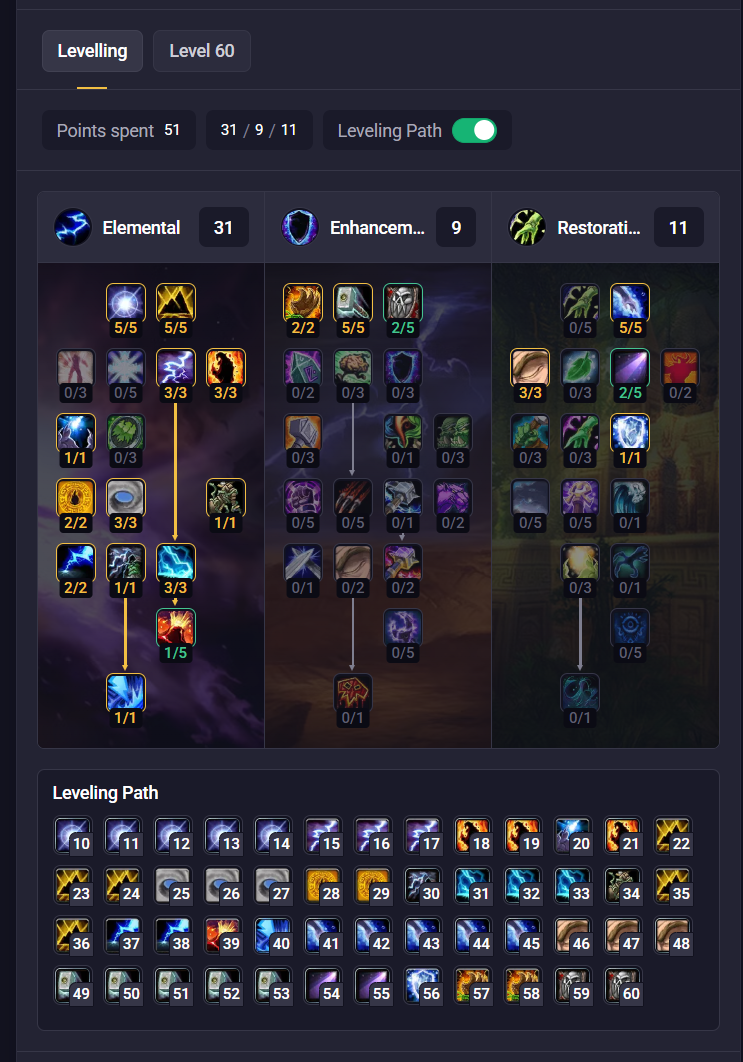 Levelling Level 60
Points spent 51 31 / 9 / 11 Leveling Path
Elemental 31 Enhancem... 9 Restorati... 11
5/5 5/5 2/2 5/5 2/5 0/5 5/5
0/3 0/5 3/3 3/3 0/2 0/3 0/3 3/3 0/3 2/5 0/2
1/1 0/3 0/3 0/1 0/3 0/3 0/3 1/1
2/2 3/3 1/1 0/5 0/5 0/1 0/2 0/5 0/5 0/1
2/2 1/1 3/3 0/1 0/2 0/2 0/3 0/1
1/5 0/5 0/5
1/1 0/1 0/1
Leveling Path
10 11 12 13 14 15 16 17 18 19 20 21 22
23 24 25 26 27 28 29 30 31 32 33 34 35
36 37 38 39 40 41 42 43 44 45 46 47 48
49 50 51 52 53 54 55 56 57 58 59 60